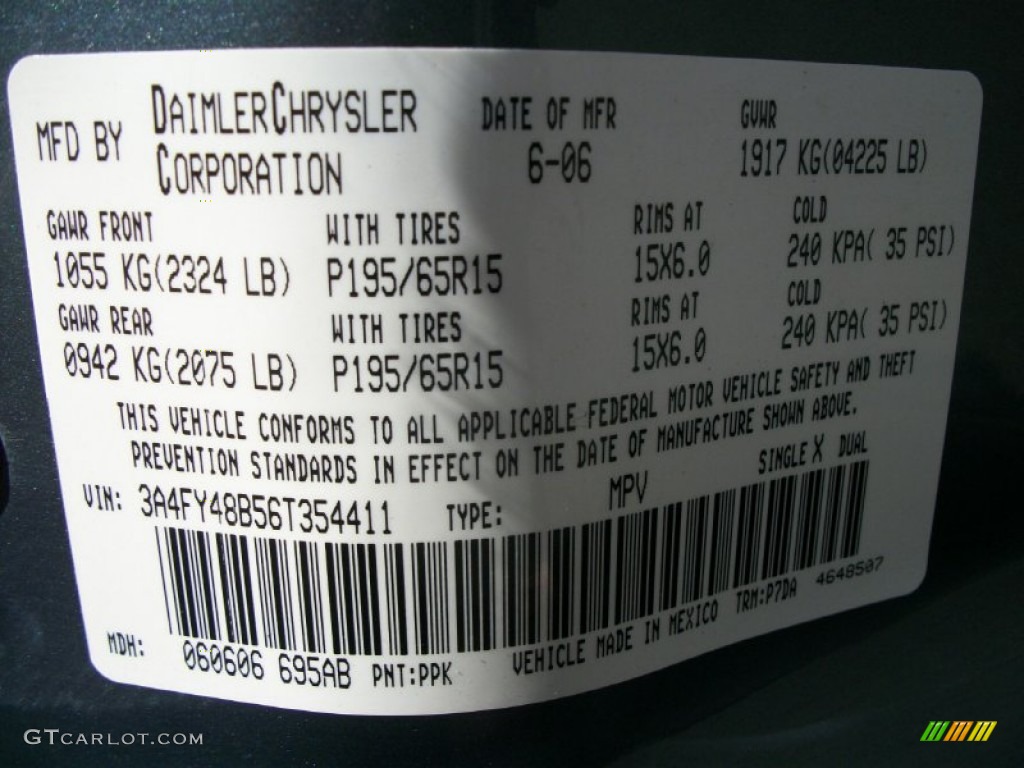 MFD BY DAIMLERCHRYSLER CORPORATION DATE OF MFR 6-06 GVWR 1917 KG(04225 LB)
GAWR FRONT WITH TIRES RIMS AT COLD
1055 KG(2324 LB) P195/65R15 15X6.0 240 KPA( 35 PSI)
GAWR REAR WITH TIRES RIMS AT COLD
0942 KG(2075 LB) P195/65R15 15X6.0 240 KPA( 35 PSI)
THIS VEHICLE CONFORMS TO ALL APPLICABLE FEDERAL MOTOR VEHICLE SAFETY AND THEFT
PREVENTION STANDARDS IN EFFECT ON THE DATE OF MANUFACTURE SHOWN ABOVE.
VIN: 3A4FY48B56T354411 TYPE: MPV SINGLE X DUAL
MDH: 060606 695AB PNT:PPK VEHICLE MADE IN MEXICO TRM:P7DA 4648507
GTCARLOT.COM